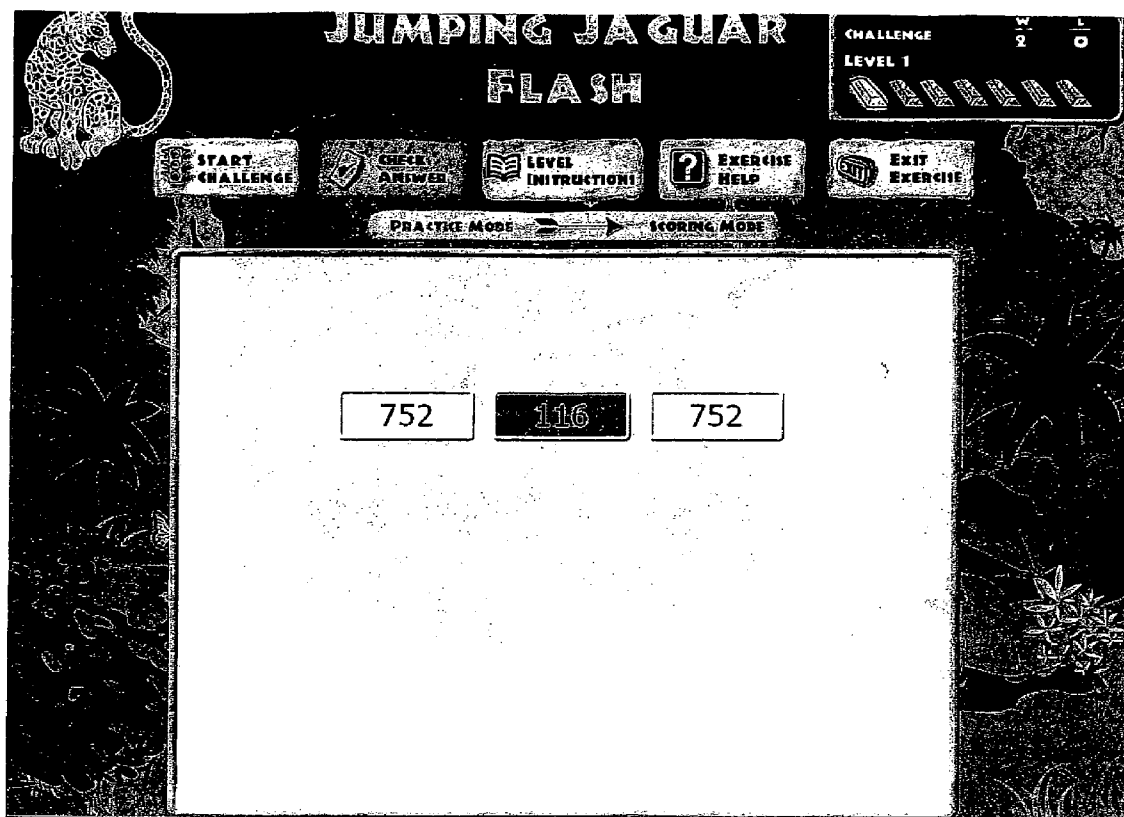 JUMPING JAGUAR
FLASH
CHALLENGE W L
2 0
LEVEL 1
START CHALLENGE
CHECK ANSWER
LEVEL INSTRUCTIONS
EXERCISE HELP
EXIT EXERCISE
PRACTICE MODE SCORING MODE
752 116 752